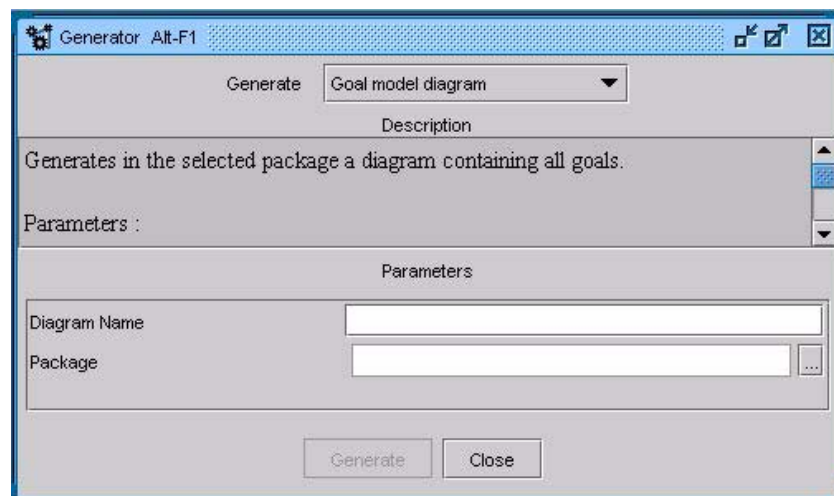 Generator Alt-F1
Generate Goal model diagram
Description
Generates in the selected package a diagram containing all goals.
Parameters :
Parameters
Diagram Name
Package ...
Generate Close